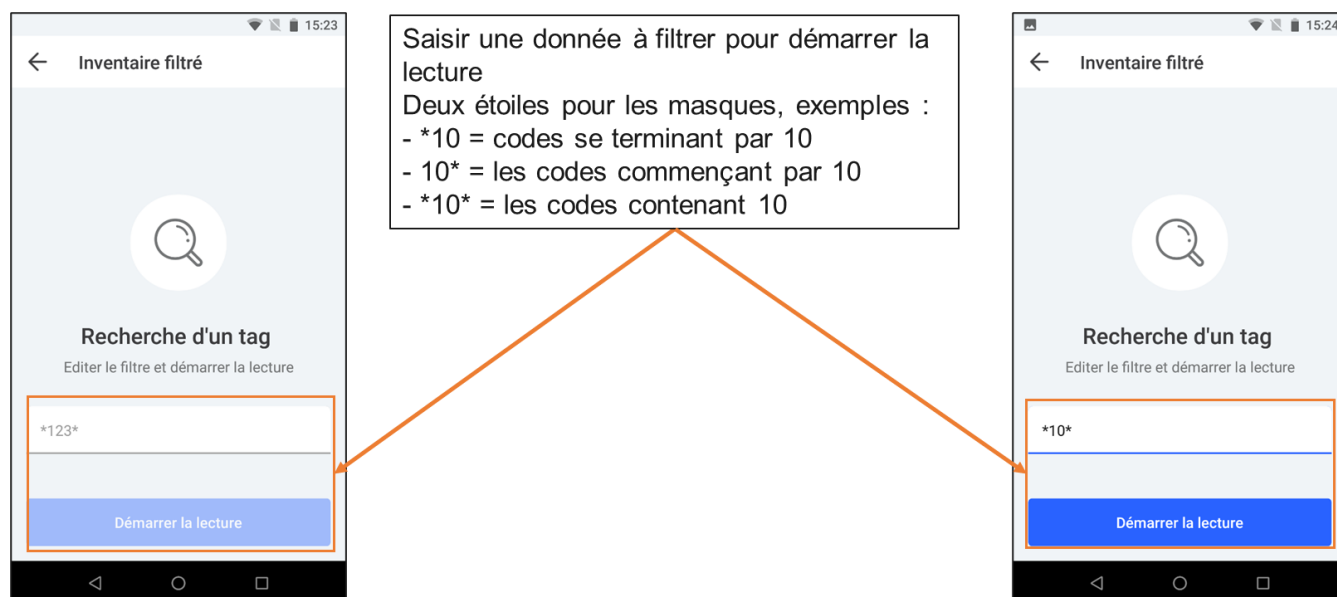 15:23
Inventaire filtré
Recherche d'un tag
Editer le filtre et démarrer la lecture
*123*
Démarrer la lecture
Saisir une donnée à filtrer pour démarrer la
lecture
Deux étoiles pour les masques, exemples :
- *10 = codes se terminant par 10
- 10* = les codes commençant par 10
- *10* = les codes contenant 10
15:24
Inventaire filtré
Recherche d'un tag
Editer le filtre et démarrer la lecture
*10*
Démarrer la lecture